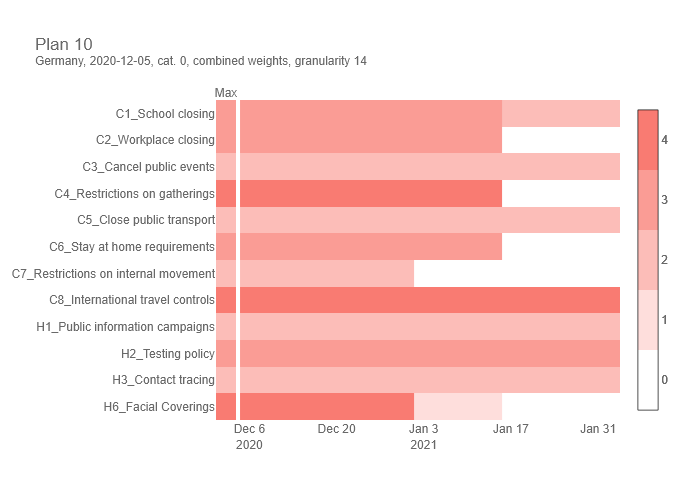 Plan 10
Germany, 2020-12-05, cat. 0, combined weights, granularity 14
Max
C1_School closing
C2_Workplace closing
C3_Cancel public events
C4_Restrictions on gatherings
C5_Close public transport
C6_Stay at home requirements
C7_Restrictions on internal movement
C8_International travel controls
H1_Public information campaigns
H2_Testing policy
H3_Contact tracing
H6_Facial Coverings
4
3
2
1
0
Dec 6 Dec 20 Jan 3 Jan 17 Jan 31
2020 2021